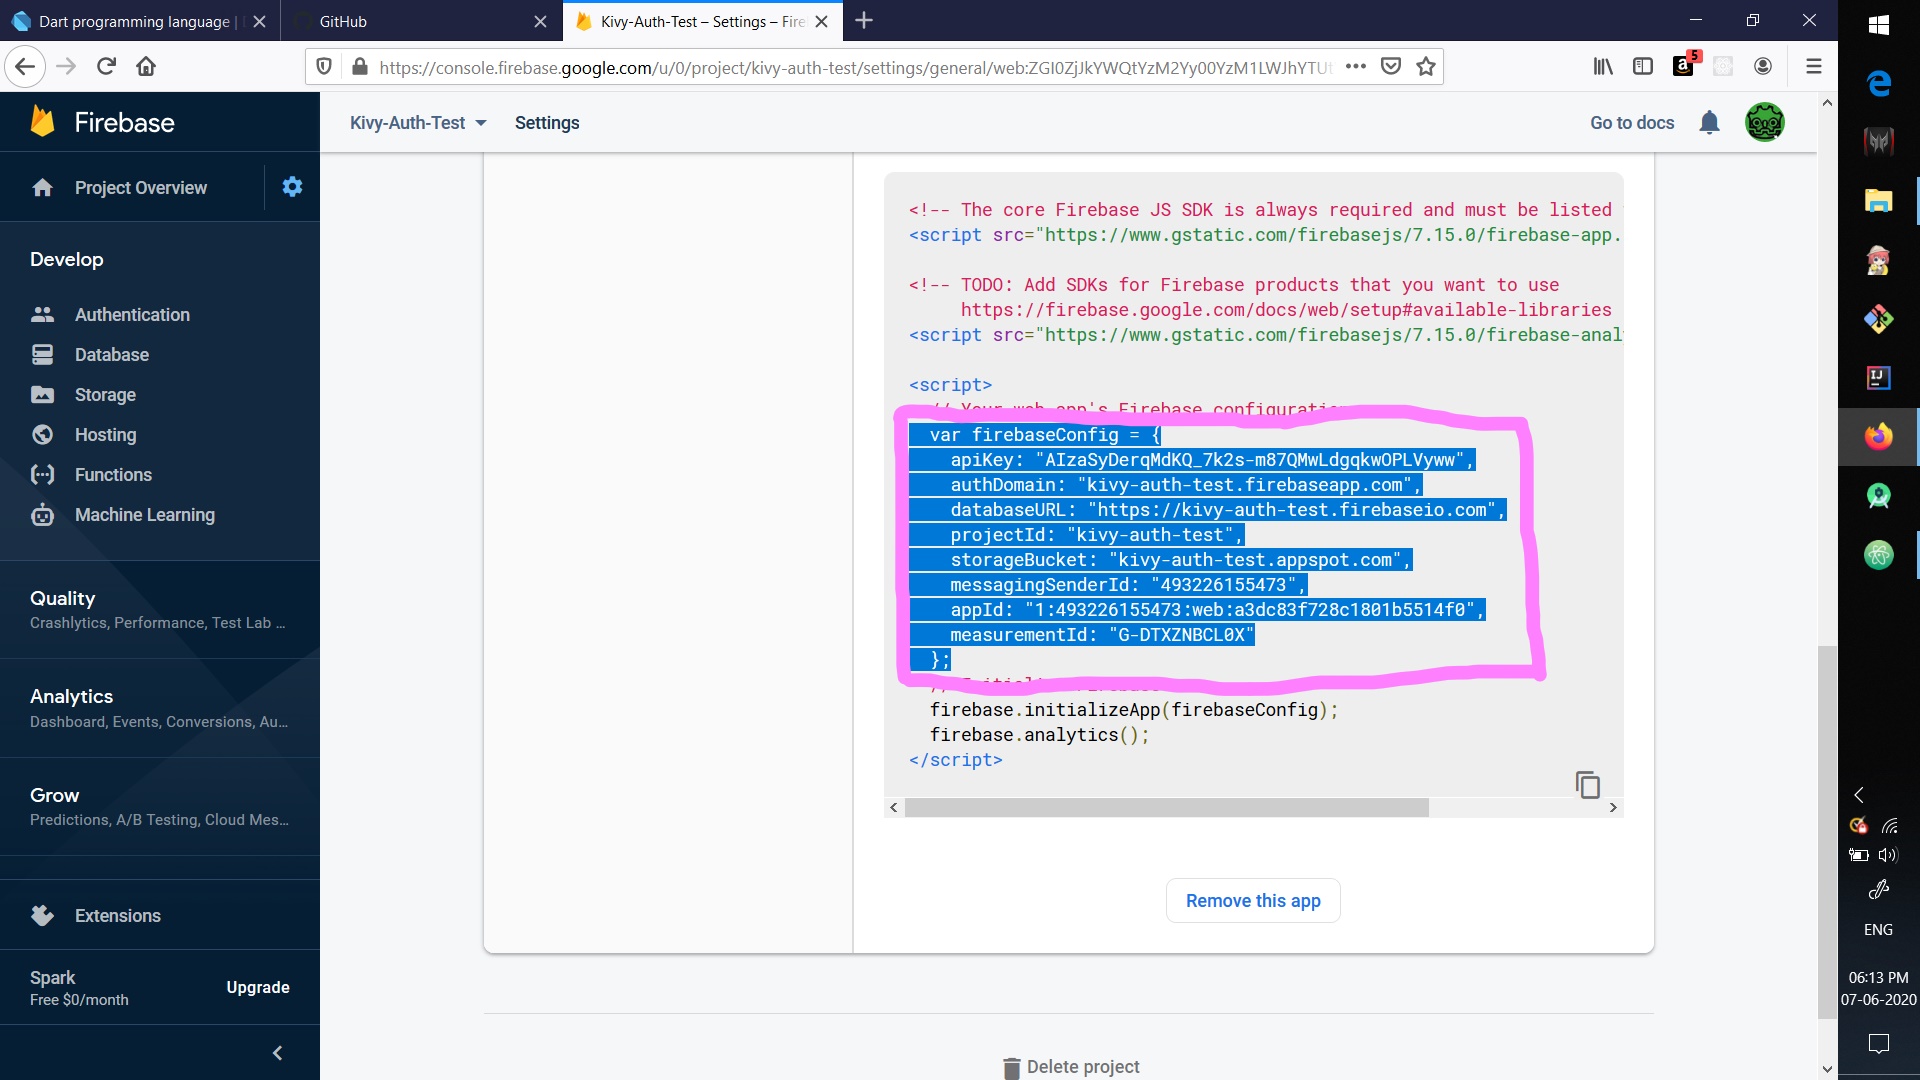 Dart programming language |
GitHub
Kivy-Auth-Test – Settings – Fire
https://console.firebase.google.com/u/0/project/kivy-auth-test/settings/general/web:ZGI0ZjJkYWQtYzM2Yy00YzM1LWJhYTUt
5
Firebase
Kivy-Auth-Test
Settings
Go to docs
Project Overview
Develop
Authentication
Database
Storage
Hosting
Functions
Machine Learning
Quality
Crashlytics, Performance, Test Lab ...
Analytics
Dashboard, Events, Conversions, Au...
Grow
Predictions, A/B Testing, Cloud Mes...
Extensions
Spark
Free $0/month
Upgrade
<!-- The core Firebase JS SDK is always required and must be listed
<script src="https://www.gstatic.com/firebasejs/7.15.0/firebase-app.
<!-- TODO: Add SDKs for Firebase products that you want to use
https://firebase.google.com/docs/web/setup#available-libraries
<script src="https://www.gstatic.com/firebasejs/7.15.0/firebase-anal
<script>
// Your web app's Firebase configuration
var firebaseConfig = {
apiKey: "AIzaSyDerqMdKQ_7k2s-m87QMwLdgqkwOPLVyww",
authDomain: "kivy-auth-test.firebaseapp.com",
databaseURL: "https://kivy-auth-test.firebaseio.com",
projectId: "kivy-auth-test",
storageBucket: "kivy-auth-test.appspot.com",
messagingSenderId: "493226155473",
appId: "1:493226155473:web:a3dc83f728c1801b5514f0",
measurementId: "G-DTXZNBCL0X"
};
// Initialize Firebase
firebase.initializeApp(firebaseConfig);
firebase.analytics();
</script>
Remove this app
Delete project
ENG
06:13 PM
07-06-2020